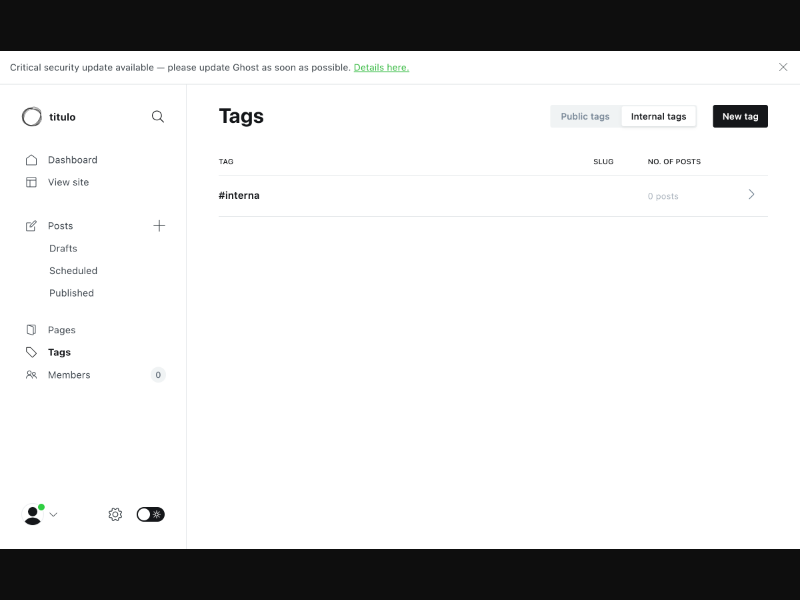 Critical security update available — please update Ghost as soon as possible. Details here.
titulo
Tags
Public tags
Internal tags
New tag
Dashboard
View site
TAG
SLUG
NO. OF POSTS
#interna
0 posts
Posts
Drafts
Scheduled
Published
Pages
Tags
Members
0